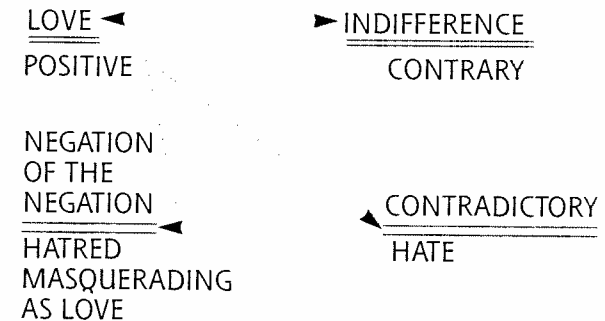 LOVE
POSITIVE
INDIFFERENCE
CONTRARY
NEGATION
OF THE
NEGATION
HATRED
MASQUERADING
AS LOVE
CONTRADICTORY
HATE